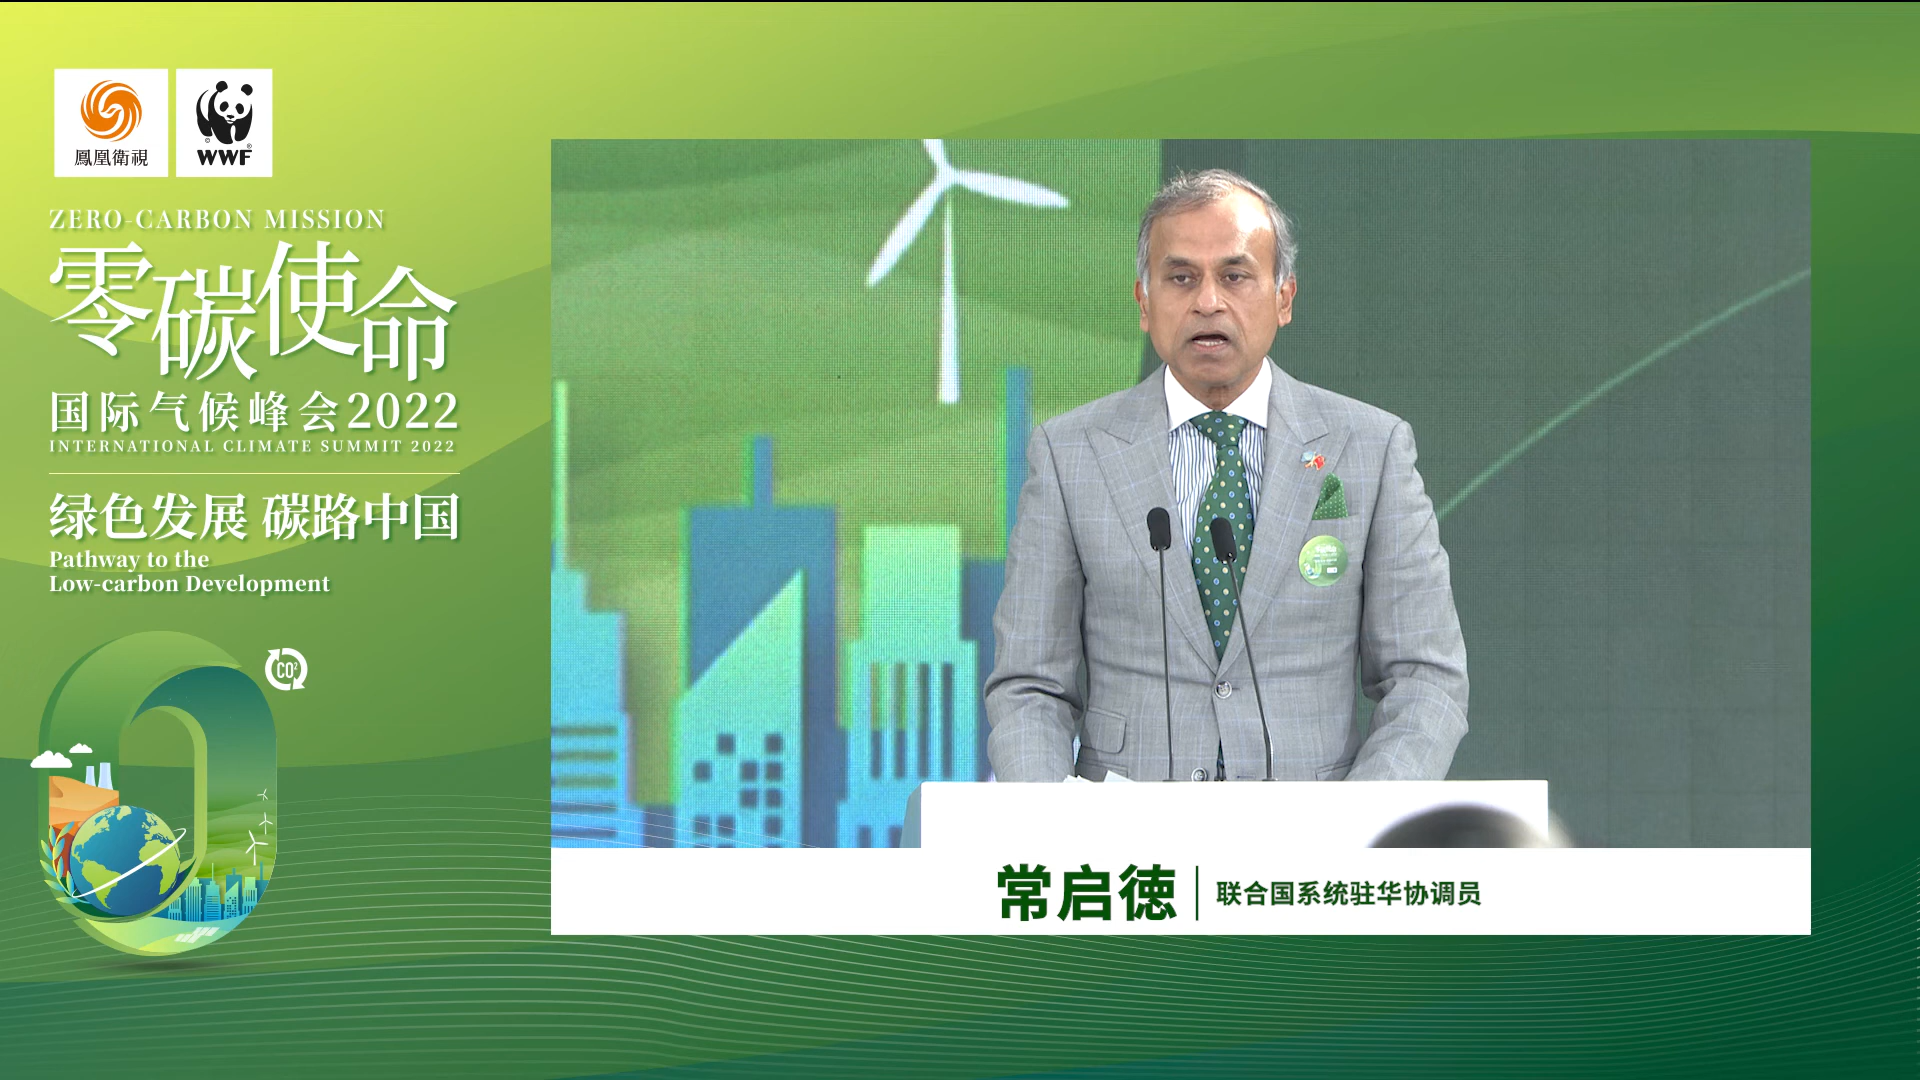 鳳凰衛視
WWF
ZERO-CARBON MISSION
零碳使命
国际气候峰会2022
INTERNATIONAL CLIMATE SUMMIT 2022
绿色发展 碳路中国
Pathway to the
Low-carbon Development
CO²
常启德
联合国系统驻华协调员